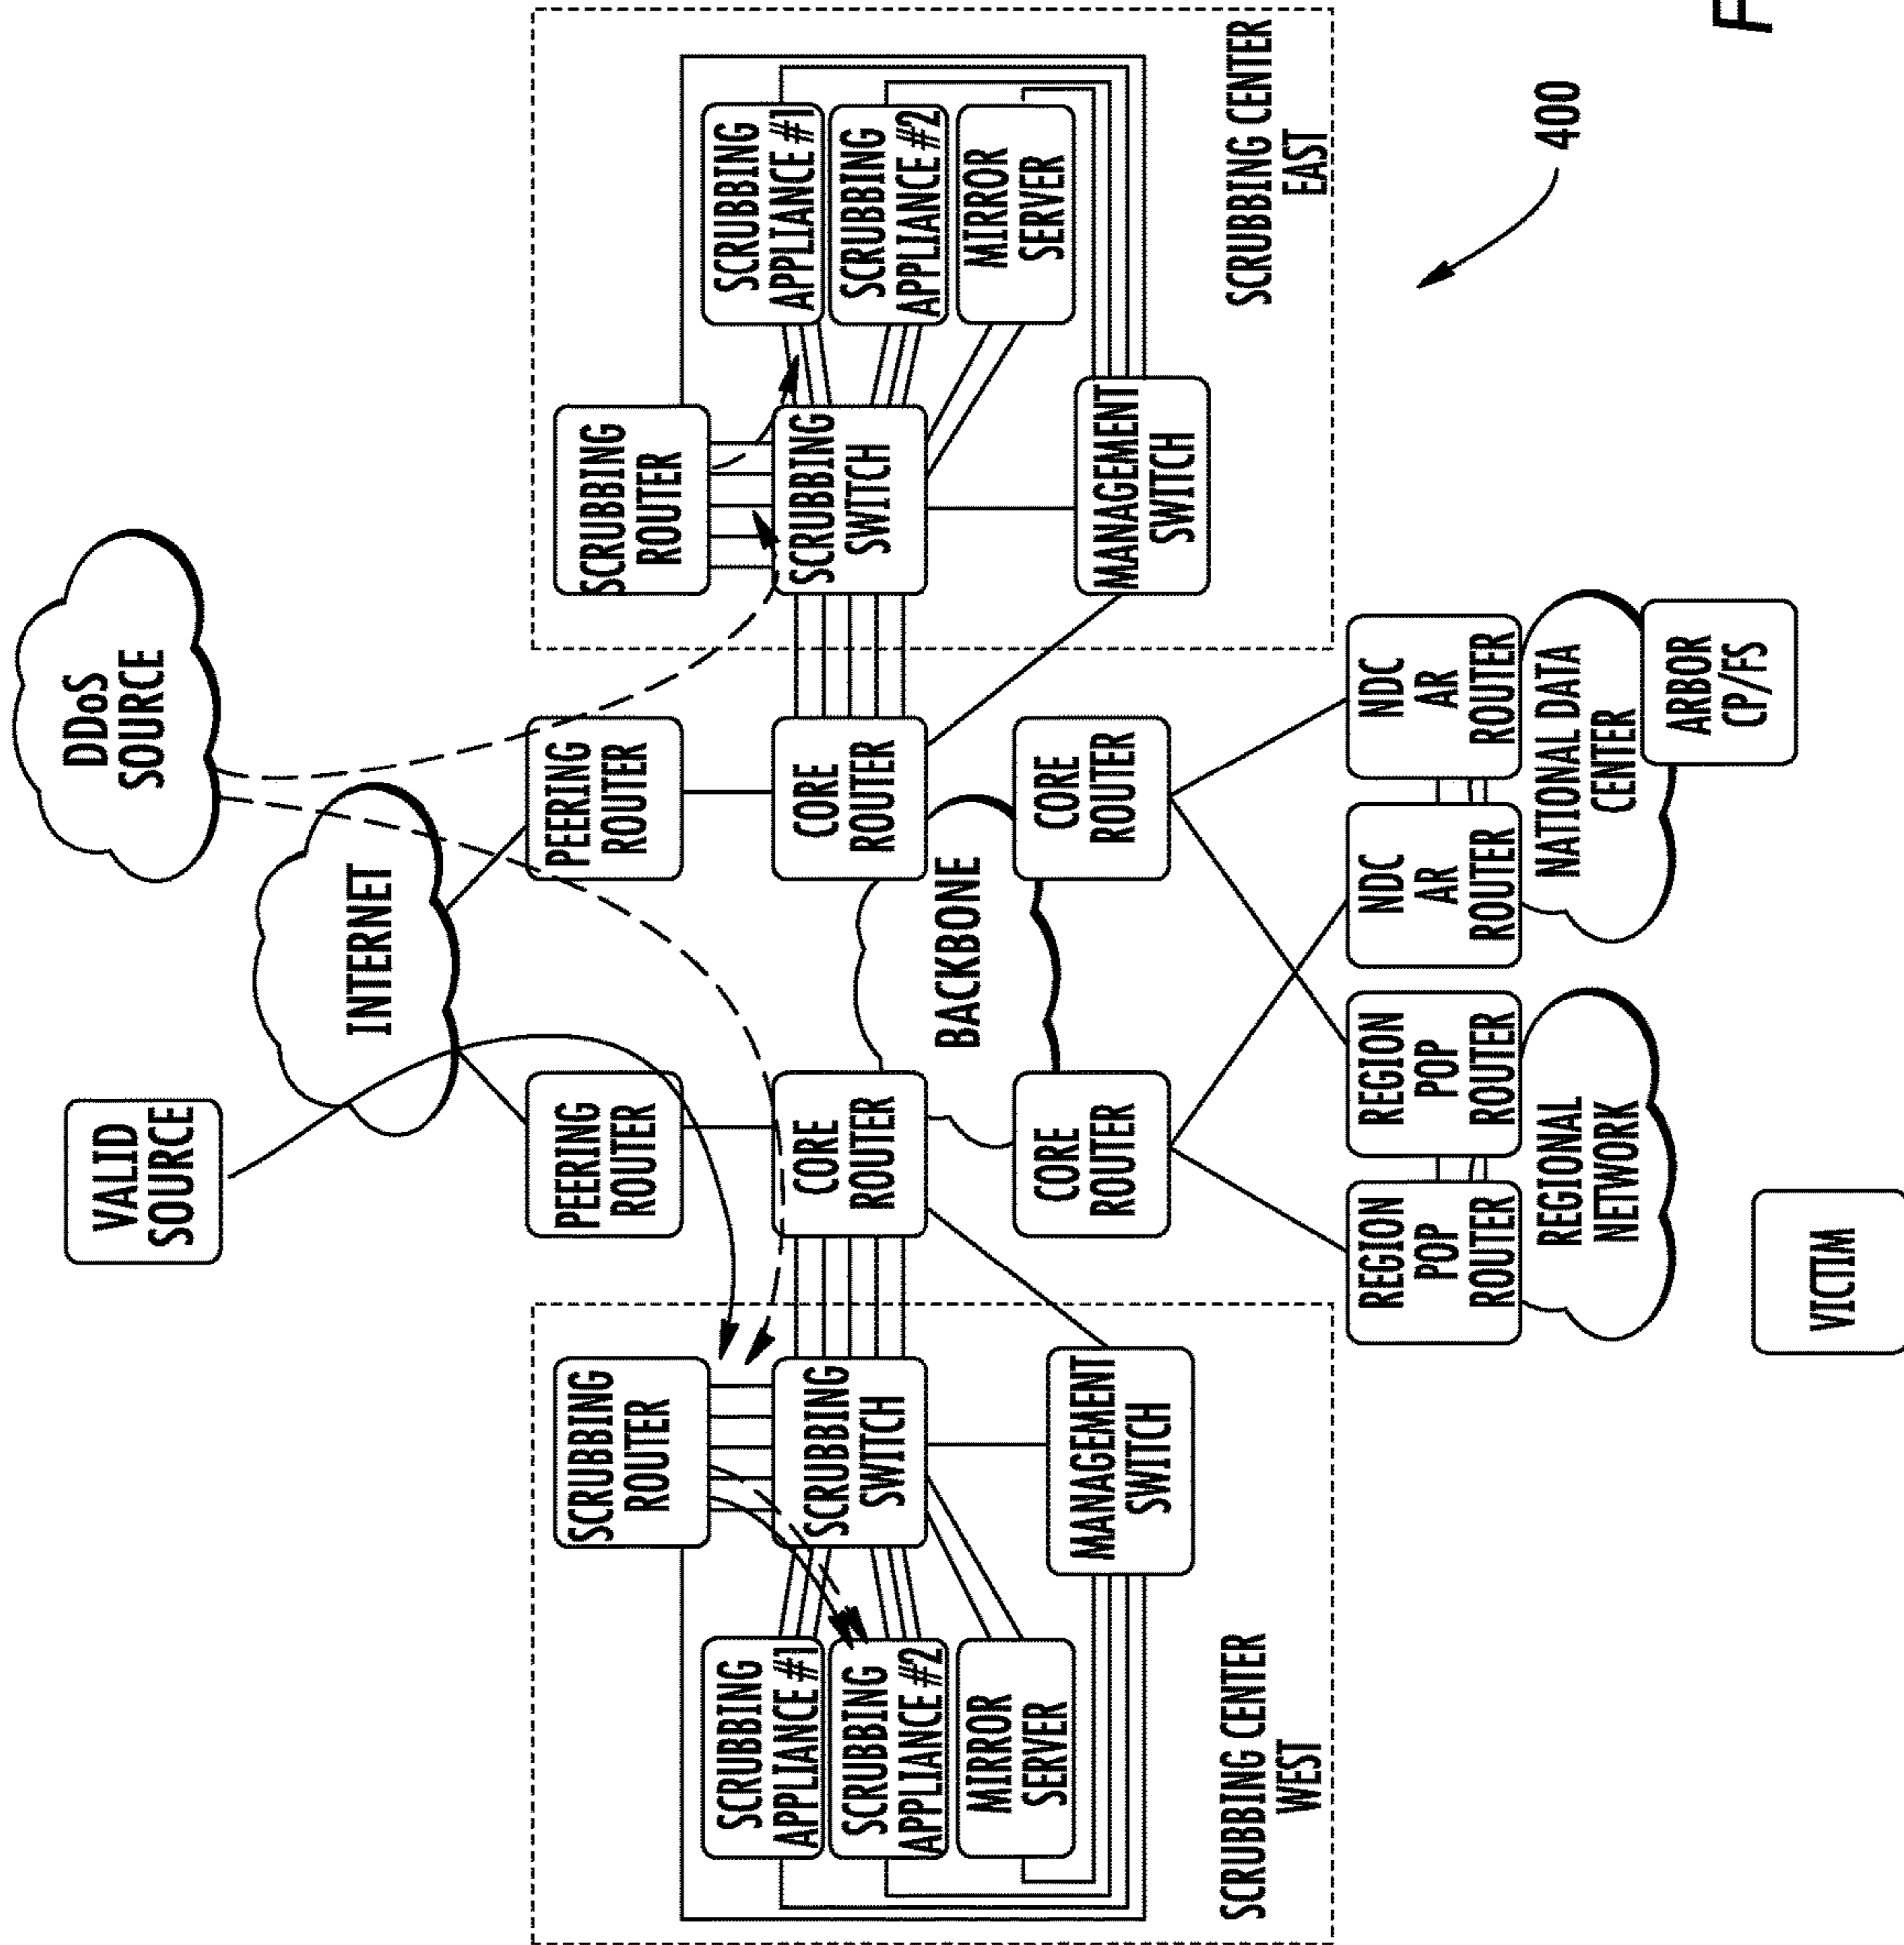 VALID
SOURCE
DDoS
SOURCE
INTERNET
SCRUBBING
ROUTER
PEERING
ROUTER
PEERING
ROUTER
SCRUBBING
ROUTER
SCRUBBING
APPLIANCE #1
SCRUBBING
APPLIANCE #2
MIRROR
SERVER
SCRUBBING
SWITCH
CORE
ROUTER
CORE
ROUTER
SCRUBBING
SWITCH
SCRUBBING
APPLIANCE #1
SCRUBBING
APPLIANCE #2
MIRROR
SERVER
BACKBONE
MANAGEMENT
SWITCH
CORE
ROUTER
CORE
ROUTER
MANAGEMENT
SWITCH
SCRUBBING CENTER
WEST
SCRUBBING CENTER
EAST
REGION
POP
ROUTER
REGION
POP
ROUTER
NDC
AR
ROUTER
NDC
AR
ROUTER
REGIONAL
NETWORK
NATIONAL DATA
CENTER
ARBOR
CP/FS
400
VICTIM